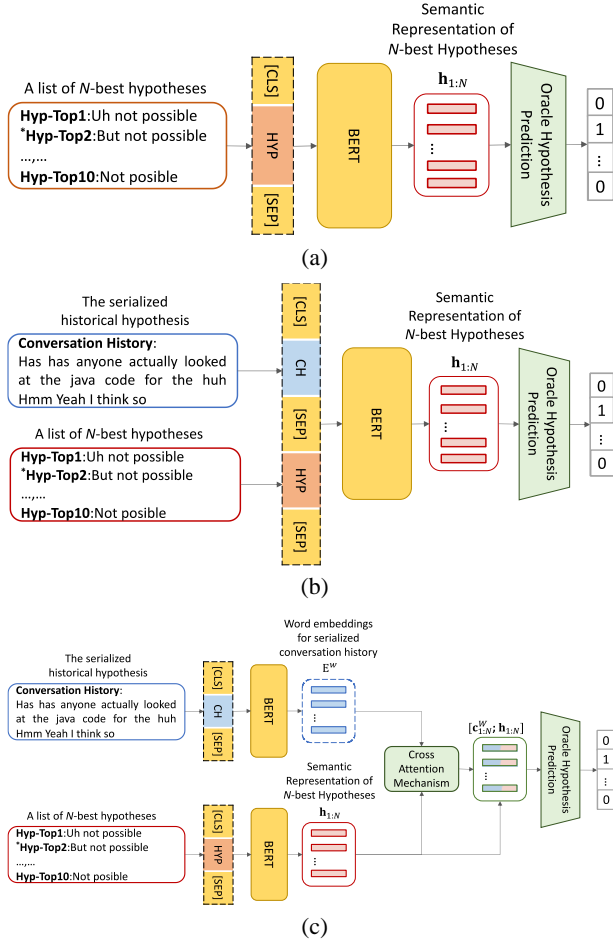 Semantic
Representation of
N-best Hypotheses
h1:N
A list of N-best hypotheses
Hyp-Top1:Uh not possible
*Hyp-Top2:But not possible
...,...
Hyp-Top10:Not posible
[CLS]
HYP
[SEP]
BERT
⋮
Oracle Hypothesis
Prediction
0
1
⋮
0
(a)
The serialized
historical hypothesis
Conversation History:
Has has anyone actually looked
at the java code for the huh
Hmm Yeah I think so
A list of N-best hypotheses
Hyp-Top1:Uh not possible
*Hyp-Top2:But not possible
...,...
Hyp-Top10:Not posible
[CLS]
CH
[SEP]
HYP
[SEP]
BERT
Semantic
Representation of
N-best Hypotheses
h1:N
⋮
Oracle Hypothesis
Prediction
0
1
⋮
0
(b)
The serialized
historical hypothesis
Conversation History:
Has has anyone actually looked
at the java code for the huh
Hmm Yeah I think so
[CLS]
CH
[SEP]
BERT
Word embeddings
for serialized
conversation history
E^W
⋮
A list of N-best hypotheses
Hyp-Top1:Uh not possible
*Hyp-Top2:But not possible
...,...
Hyp-Top10:Not posible
[CLS]
HYP
[SEP]
BERT
Semantic
Representation of
N-best Hypotheses
h1:N
⋮
Cross
Attention
Mechanism
[c^W_1:N; h1:N]
⋮
Oracle Hypothesis
Prediction
0
1
⋮
0
(c)